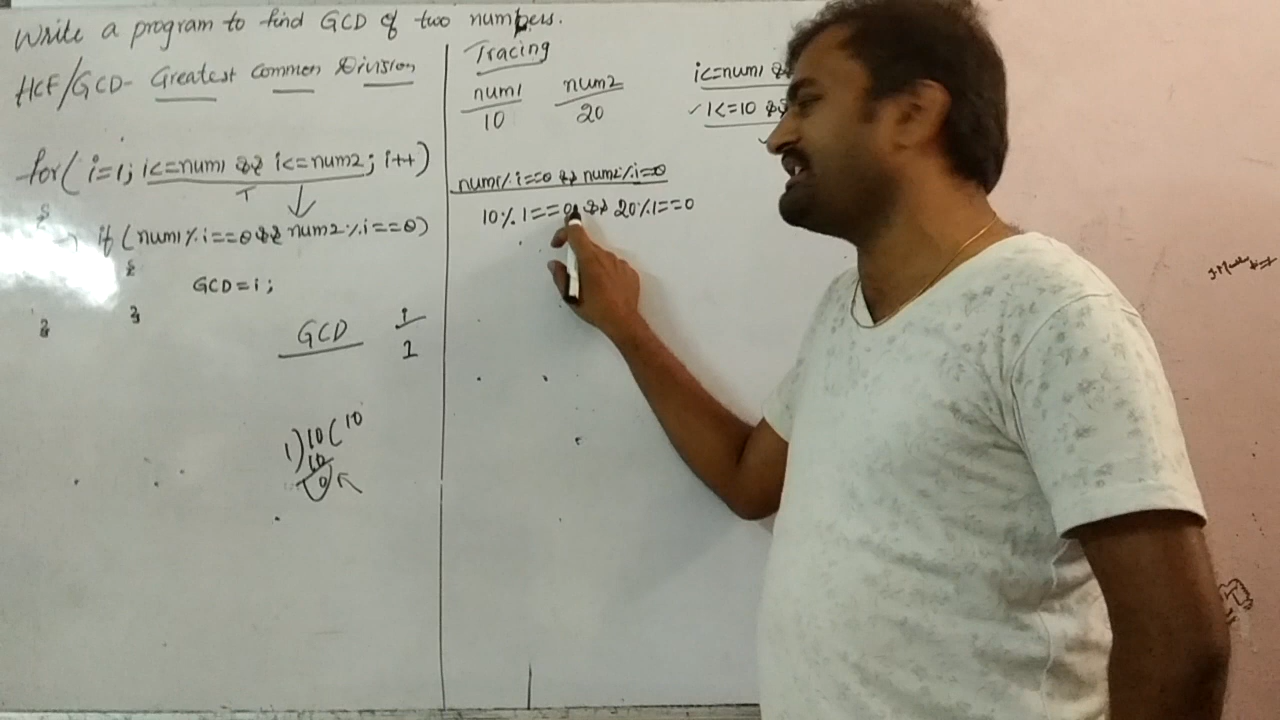 Write a program to find GCD of two numbers.
HCF/GCD- Greatest Common Division
for(i=1; i<=num1 && i<=num2; i++)
T
{
if(num1%i==0 && num2%i==0)
{
GCD=i;
}
}
GCD i
1
1)10(10
10
0
Tracing
num1 num2
10 20
i<=num1 &&
✓ 1<=10 &&
num1%i==0 && num2%i==0
10%1==0 && 20%1==0